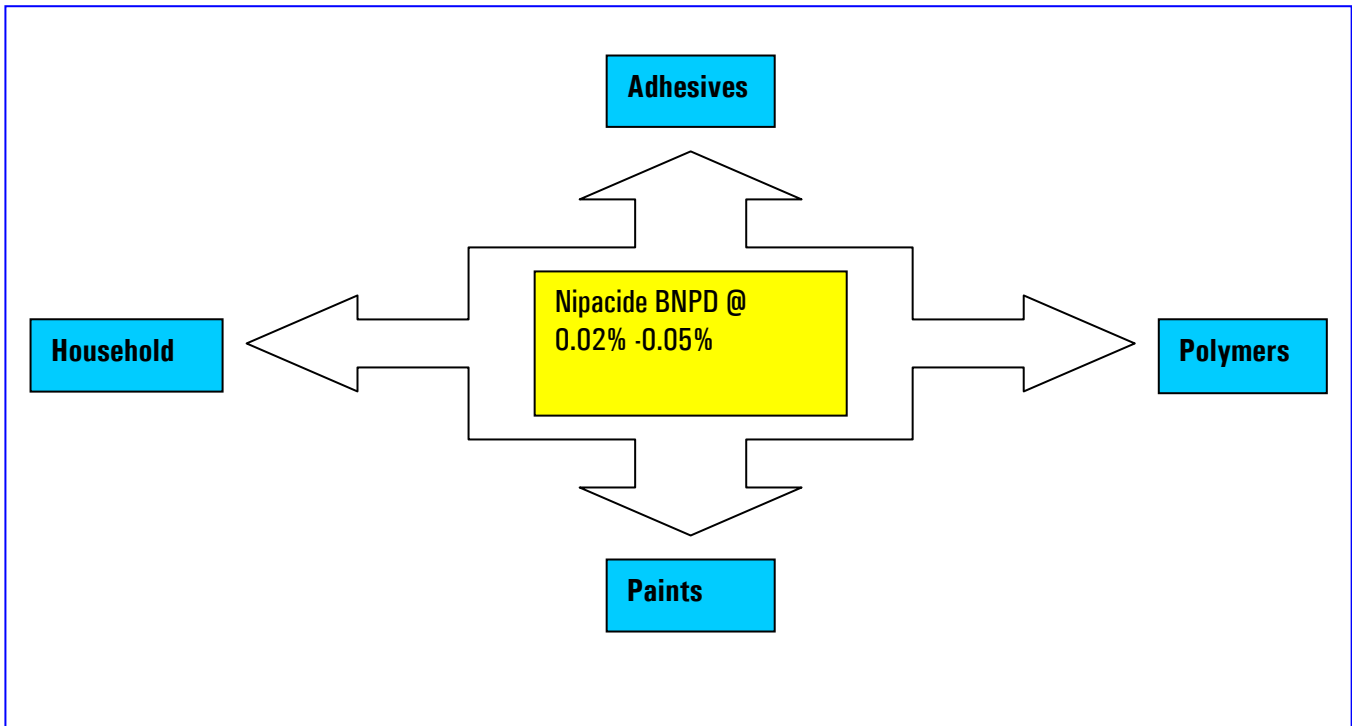 Adhesives
Household
Nipacide BNPD @
0.02% -0.05%
Polymers
Paints